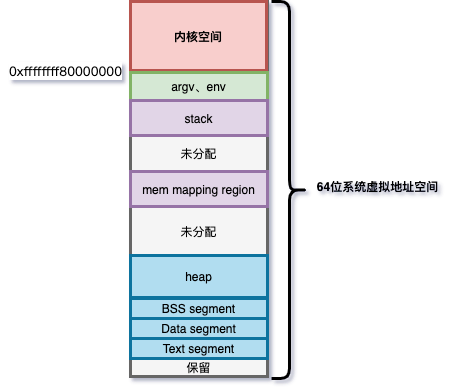 内核空间
0xffffffff80000000
argv、env
stack
未分配
mem mapping region
64位系统虚拟地址空间
未分配
heap
BSS segment
Data segment
Text segment
保留